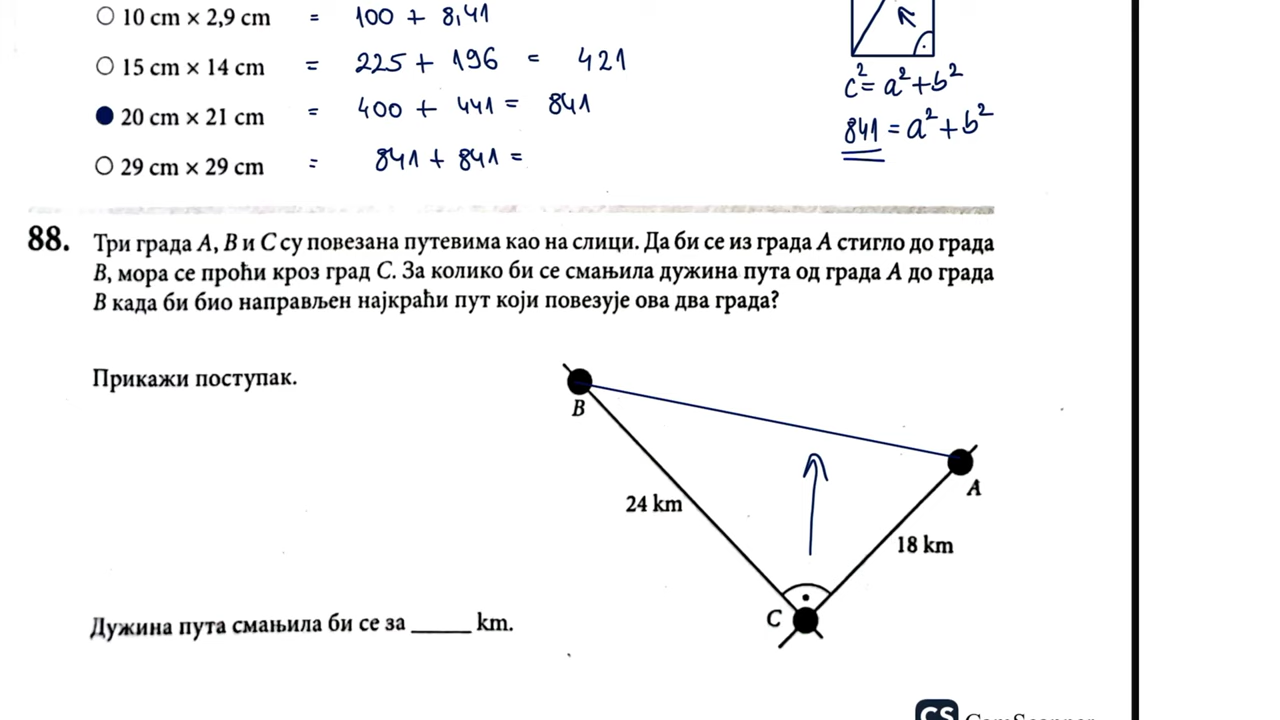 10 cm × 2,9 cm = 100 + 8,41
15 cm × 14 cm = 225 + 196 = 421
20 cm × 21 cm = 400 + 441 = 841
29 cm × 29 cm = 841 + 841 =
c² = a² + b²
841 = a² + b²
88. Три града A, B и C су повезана путевима као на слици. Да би се из града A стигло до града
B, мора се проћи кроз град C. За колико би се смањила дужина пута од града A до града
B када би био направљен најкраћи пут који повезује ова два града?
Прикажи поступак.
B
A
24 km
18 km
C
Дужина пута смањила би се за _____ km.
CS